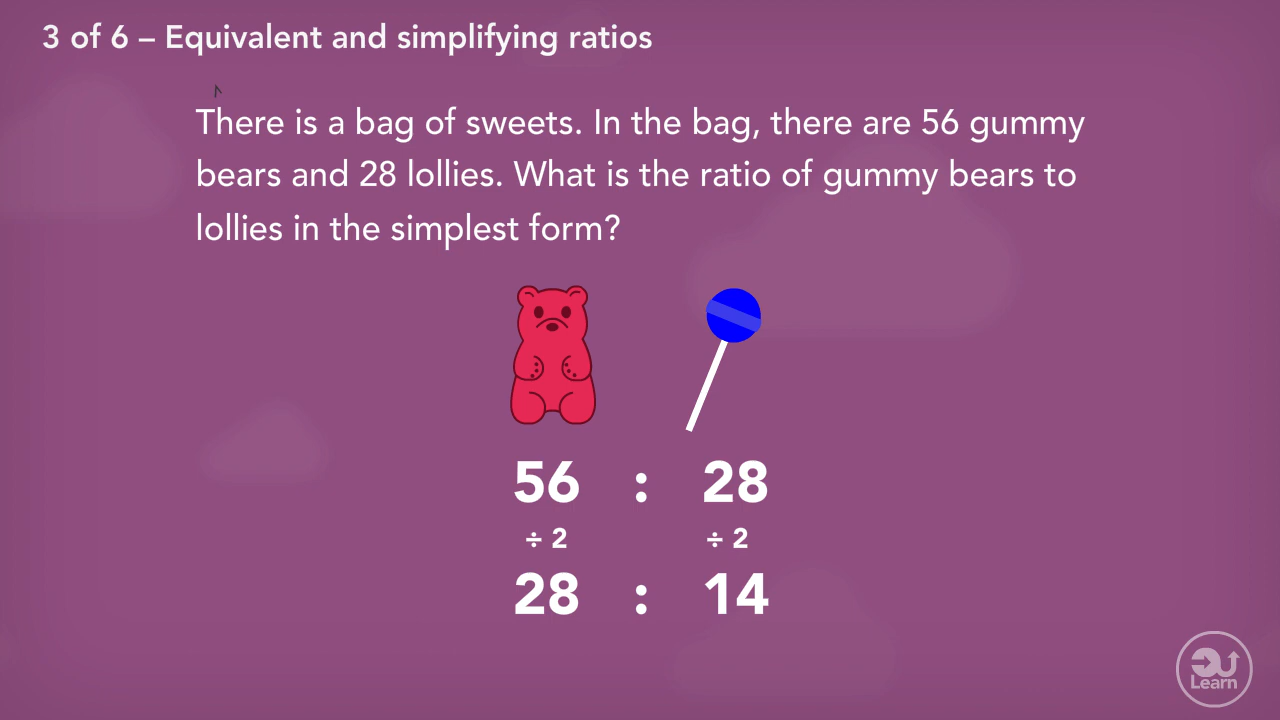 3 of 6 – Equivalent and simplifying ratios
There is a bag of sweets. In the bag, there are 56 gummy
bears and 28 lollies. What is the ratio of gummy bears to
lollies in the simplest form?
56 : 28
÷ 2 ÷ 2
28 : 14
Learn